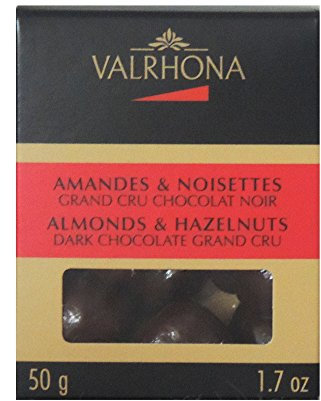 VALRHONA
AMANDES & NOISETTES
GRAND CRU CHOCOLAT NOIR
ALMONDS & HAZELNUTS
DARK CHOCOLATE GRAND CRU
50 g 1.7 oz